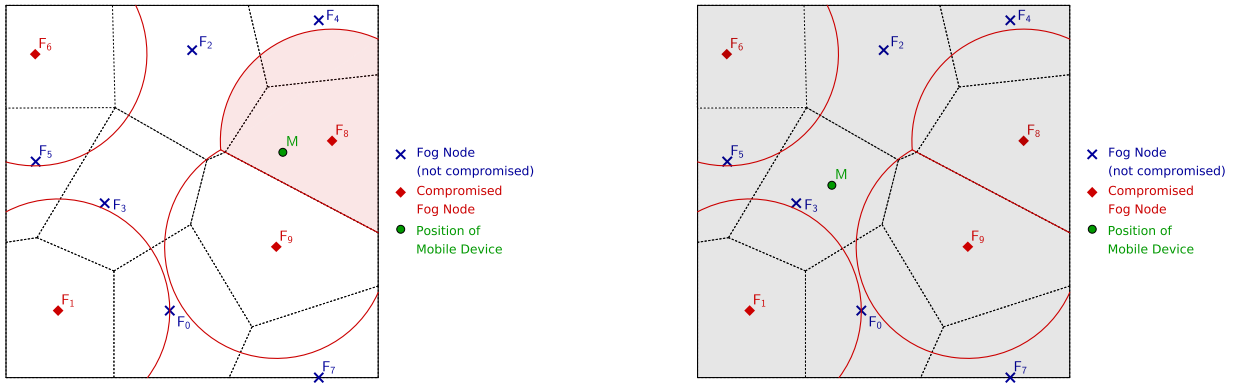 F4
F6
F2
M
F8
F5
F3
F9
F1
F0
F7
Fog Node
(not compromised)
Compromised
Fog Node
Position of
Mobile Device
F4
F6
F2
F8
F5
M
F3
F9
F1
F0
F7
Fog Node
(not compromised)
Compromised
Fog Node
Position of
Mobile Device